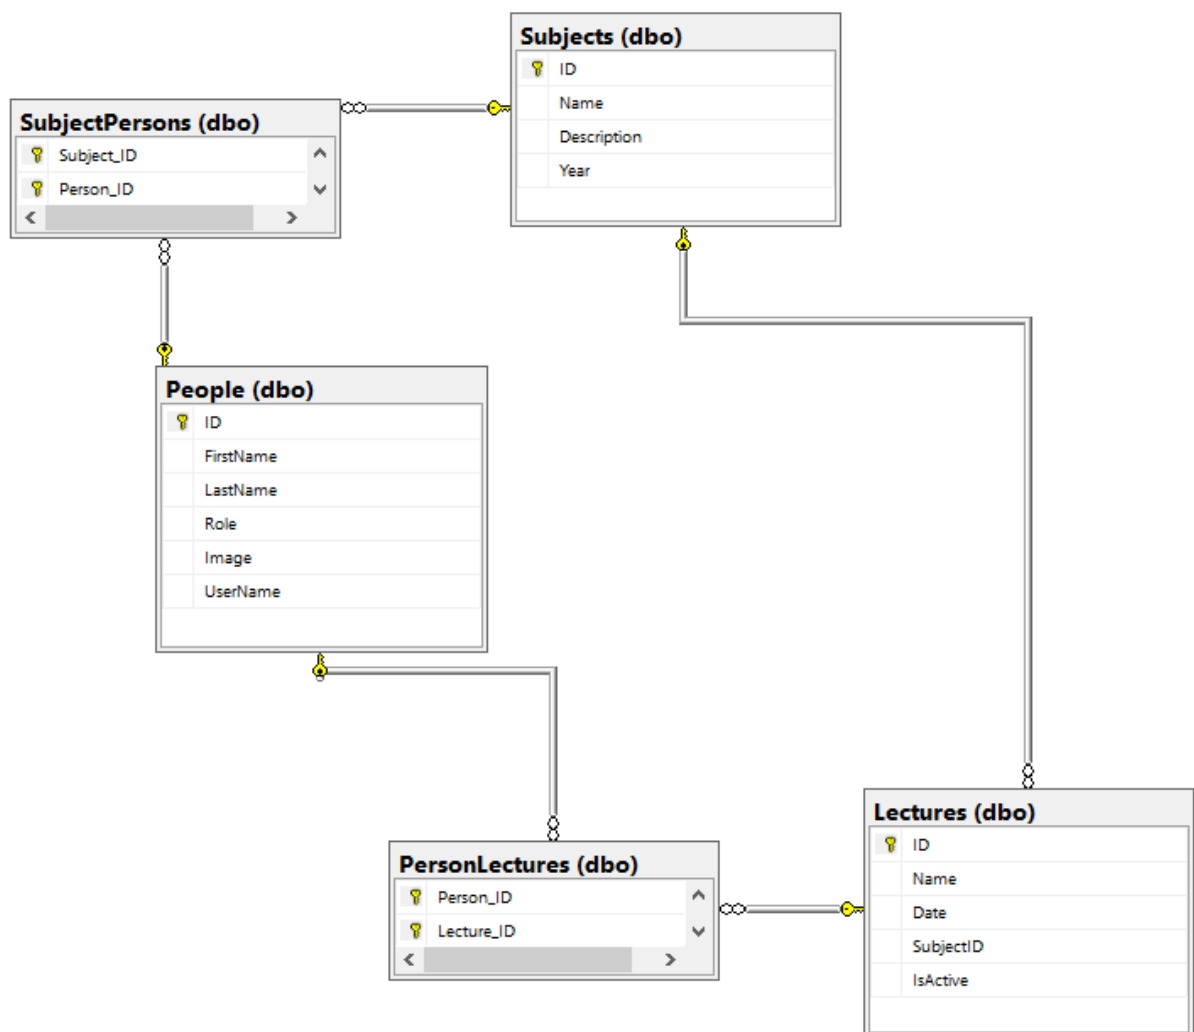 Subjects (dbo)
ID
Name
Description
Year
SubjectPersons (dbo)
Subject_ID
Person_ID
People (dbo)
ID
FirstName
LastName
Role
Image
UserName
PersonLectures (dbo)
Person_ID
Lecture_ID
Lectures (dbo)
ID
Name
Date
SubjectID
IsActive